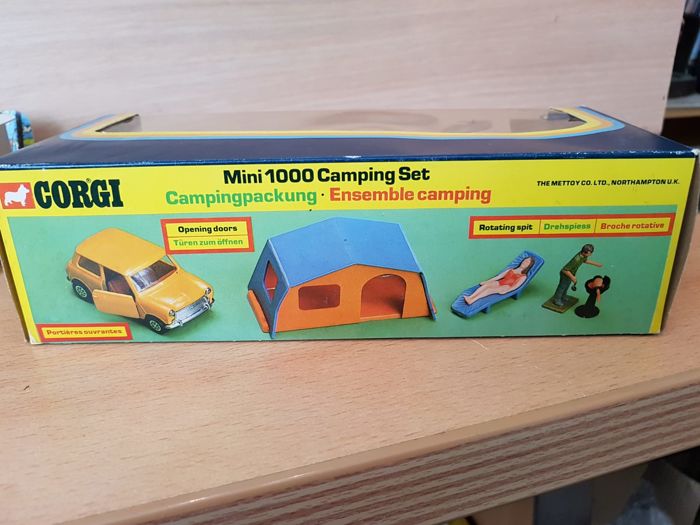 CORGI
Mini 1000 Camping Set
Campingpackung · Ensemble camping
THE METTOY CO. LTD., NORTHAMPTON U.K.
Opening doors
Türen zum öffnen
Portières ouvrantes
Rotating spit Drehspiess Broche rotative